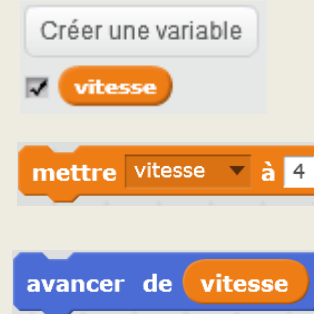 Créer une variable
vitesse
mettre vitesse à 4
avancer de vitesse